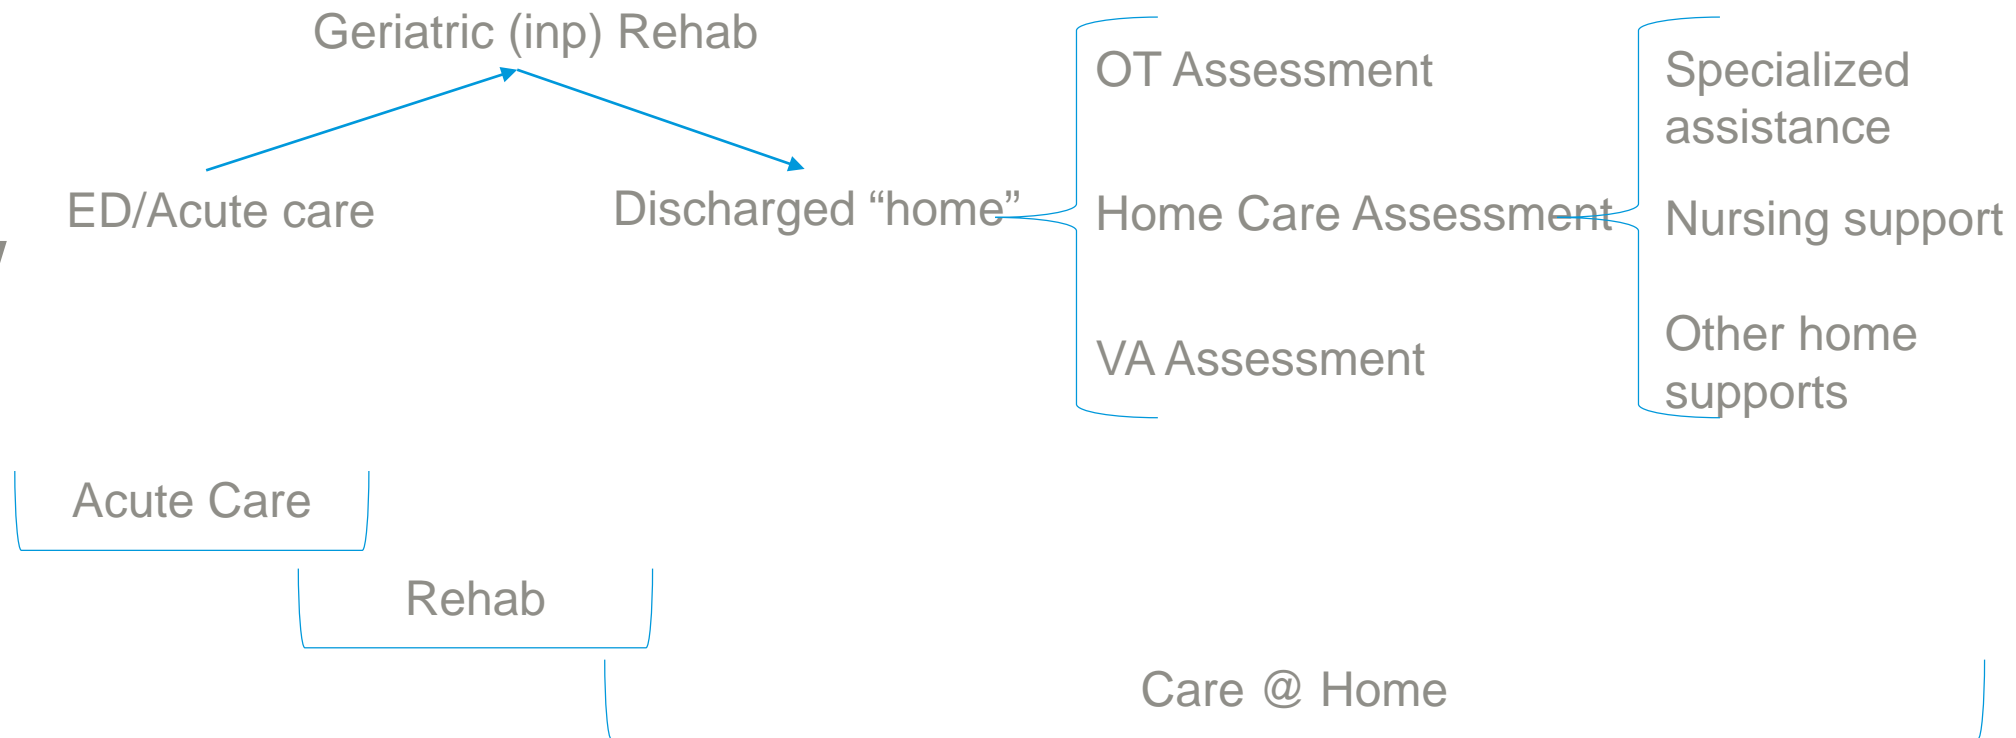 Geriatric (inp) Rehab
ED/Acute care
Discharged “home”
OT Assessment
Home Care Assessment
VA Assessment
Specialized
assistance
Nursing support
Other home
supports
Acute Care
Rehab
Care @ Home